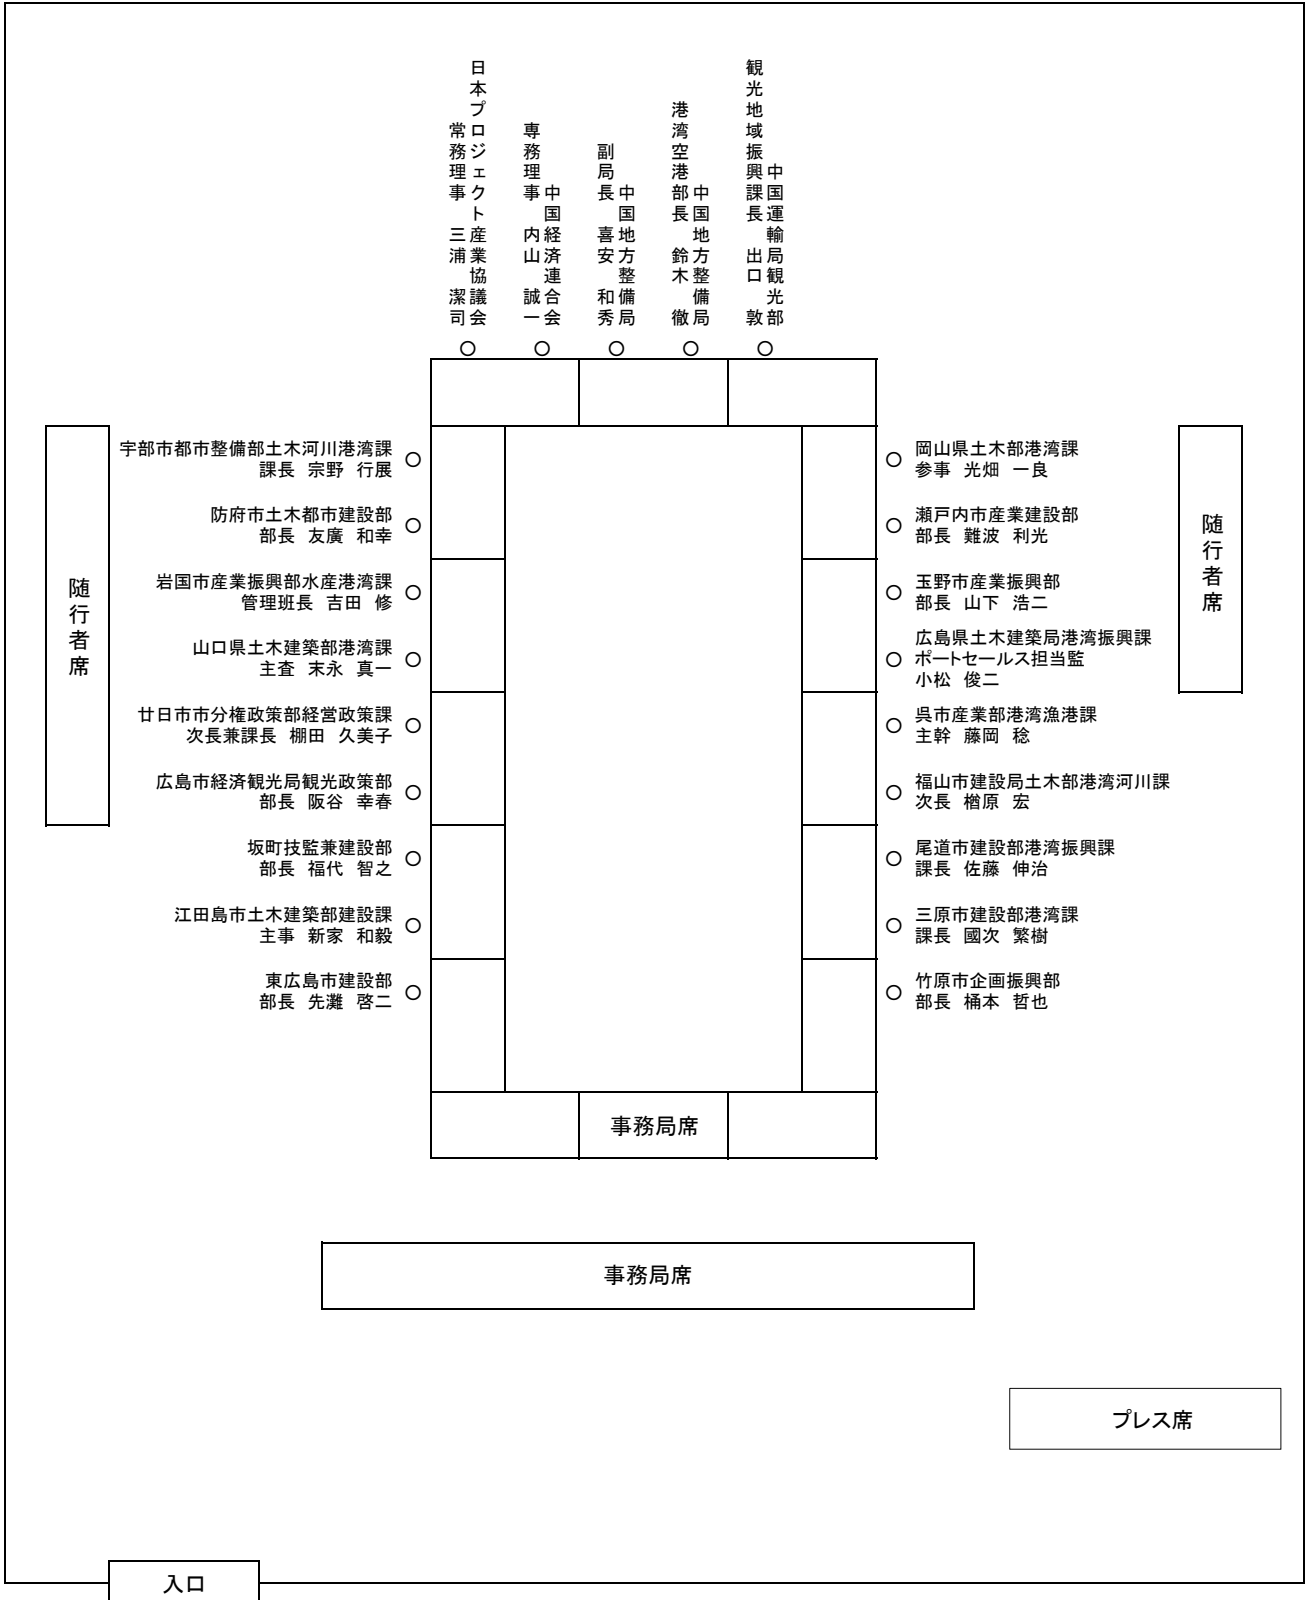 日本プロジェクト産業協議会
常務理事 三浦 潔司
中国経済連合会
専務理事 内山 誠一
中国地方整備局
副局長 喜安 和秀
中国地方整備局
港湾空港部長 鈴木 徹
中国運輸局観光部
観光地域振興課長 出口 敦
宇部市都市整備部土木河川港湾課
課長 宗野 行展
防府市土木都市建設部
部長 友廣 和幸
岩国市産業振興部水産港湾課
管理班長 吉田 修
山口県土木建築部港湾課
主査 末永 真一
廿日市市分権政策部経営政策課
次長兼課長 棚田 久美子
広島市経済観光局観光政策部
部長 阪谷 幸春
坂町技監兼建設部
部長 福代 智之
江田島市土木建築部建設課
主事 新家 和毅
東広島市建設部
部長 先灘 啓二
随行者席
岡山県土木部港湾課
参事 光畑 一良
瀬戸内市産業建設部
部長 難波 利光
玉野市産業振興部
部長 山下 浩二
広島県土木建築局港湾振興課
ポートセールス担当監
小松 俊二
呉市産業部港湾漁港課
主幹 藤岡 稔
福山市建設局土木部港湾河川課
次長 楢原 宏
尾道市建設部港湾振興課
課長 佐藤 伸治
三原市建設部港湾課
課長 國次 繁樹
竹原市企画振興部
部長 桶本 哲也
随行者席
事務局席
事務局席
プレス席
入口